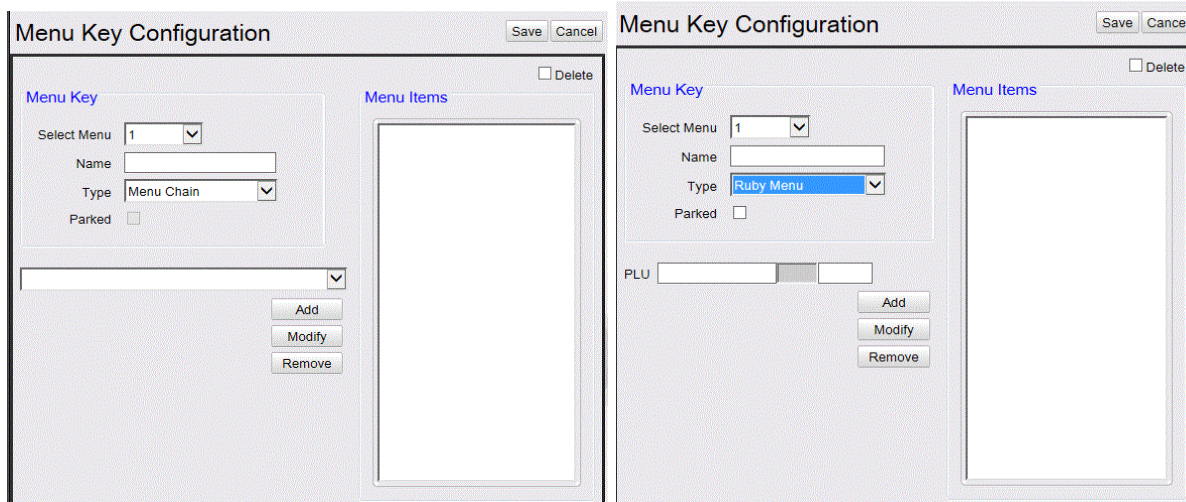 Menu Key Configuration
Save Cancel
Delete
Menu Key
Menu Items
Select Menu 1
Name
Type Menu Chain
Parked
Add
Modify
Remove
Menu Key Configuration
Save Cance
Delete
Menu Key
Menu Items
Select Menu 1
Name
Type Ruby Menu
Parked
PLU
Add
Modify
Remove